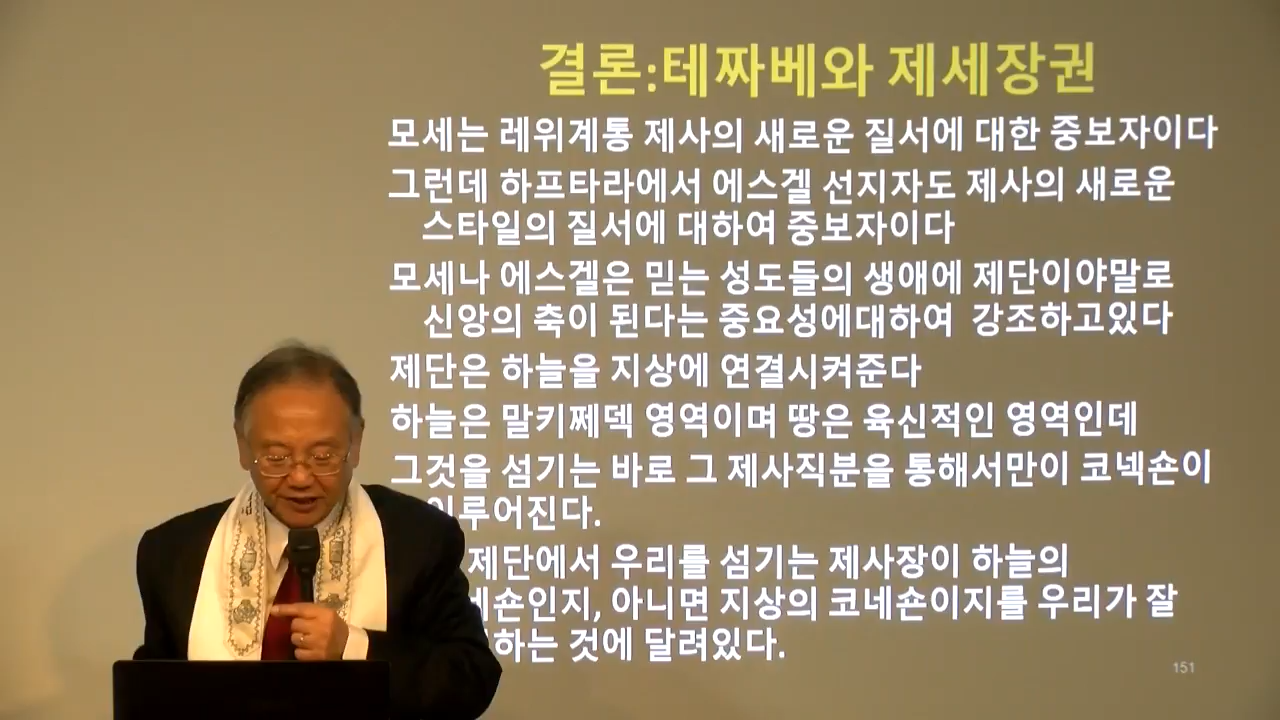 결론:테짜베와 제세장권
모세는 레위계통 제사의 새로운 질서에 대한 중보자이다
그런데 하프타라에서 에스겔 선지자도 제사의 새로운
스타일의 질서에 대하여 중보자이다
모세나 에스겔은 믿는 성도들의 생애에 제단이야말로
신앙의 축이 된다는 중요성에대하여 강조하고있다
제단은 하늘을 지상에 연결시켜준다
하늘은 말키쩨덱 영역이며 땅은 육신적인 영역인데
그것을 섬기는 바로 그 제사직분을 통해서만이 코넥숀이
이루어진다.
제단에서 우리를 섬기는 제사장이 하늘의
네숀인지, 아니면 지상의 코네숀이지를 우리가 잘
하는 것에 달려있다.
151